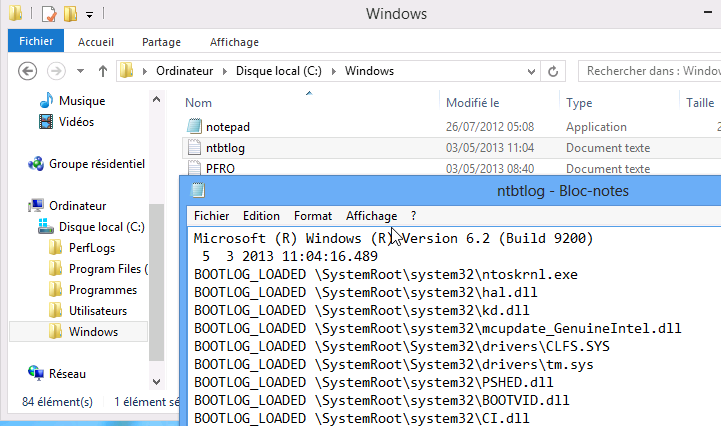 Windows
Fichier Accueil Partage Affichage
Ordinateur Disque local (C:) Windows
Rechercher dans : Window
Nom Modifié le Type Taille
Musique
Vidéos
Groupe résidentiel
Ordinateur
Disque local (C:)
PerfLogs
Program Files (
Programmes
Utilisateurs
Windows
Réseau
notepad 26/07/2012 05:08 Application
ntbtlog 03/05/2013 11:04 Document texte
PFRO 03/05/2013 08:40 Document texte
ntbtlog - Bloc-notes
Fichier Edition Format Affichage ?
Microsoft (R) Windows (R) Version 6.2 (Build 9200)
5 3 2013 11:04:16.489
BOOTLOG_LOADED \SystemRoot\system32\ntoskrnl.exe
BOOTLOG_LOADED \SystemRoot\system32\hal.dll
BOOTLOG_LOADED \SystemRoot\system32\kd.dll
BOOTLOG_LOADED \SystemRoot\system32\mcupdate_GenuineIntel.dll
BOOTLOG_LOADED \SystemRoot\system32\drivers\CLFS.SYS
BOOTLOG_LOADED \SystemRoot\system32\drivers\tm.sys
BOOTLOG_LOADED \SystemRoot\system32\PSHED.dll
BOOTLOG_LOADED \SystemRoot\system32\BOOTVID.dll
BOOTLOG_LOADED \SystemRoot\system32\CI.dll
84 élément(s) 1 élément sé